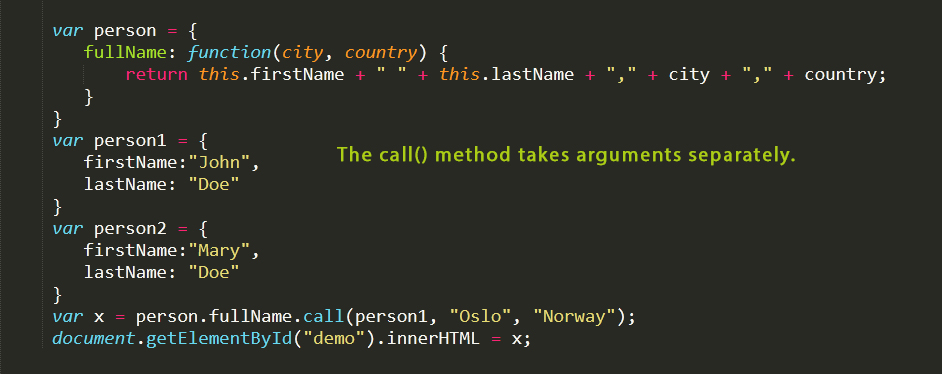 var person = {
fullName: function(city, country) {
return this.firstName + " " + this.lastName + "," + city + "," + country;
}
}
var person1 = {
firstName:"John",
The call() method takes arguments separately.
lastName: "Doe"
}
var person2 = {
firstName:"Mary",
lastName: "Doe"
}
var x = person.fullName.call(person1, "Oslo", "Norway");
document.getElementById("demo").innerHTML = x;